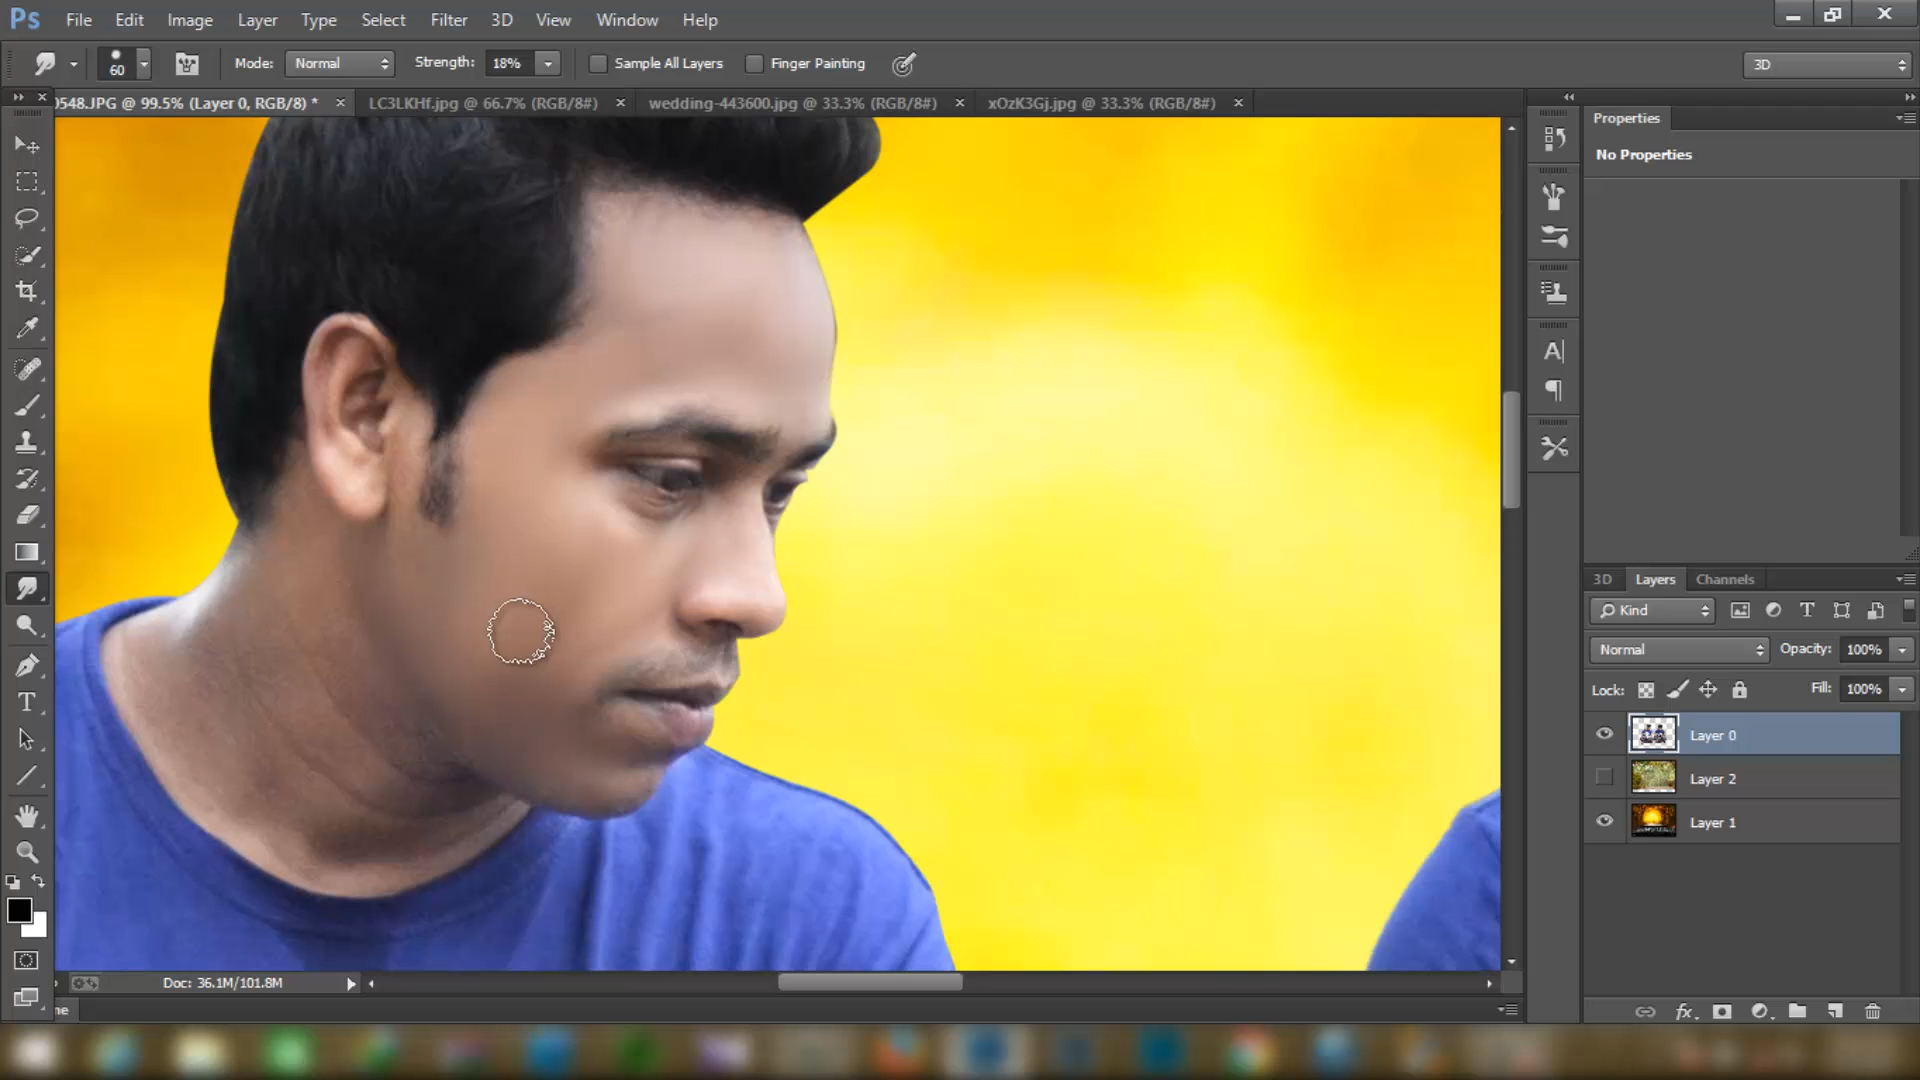 Ps File Edit Image Layer Type Select Filter 3D View Window Help
60 Mode: Normal Strength: 18% Sample All Layers Finger Painting 3D
0548.JPG @ 99.5% (Layer 0, RGB/8) * × LC3LKHf.jpg @ 66.7% (RGB/8#) × wedding-443600.jpg @ 33.3% (RGB/8#) × xOzK3Gj.jpg @ 33.3% (RGB/8#) ×
Properties
No Properties
3D Layers Channels
Kind
Normal Opacity: 100%
Lock: Fill: 100%
Layer 0
Layer 2
Layer 1
Doc: 36.1M/101.8M
ne